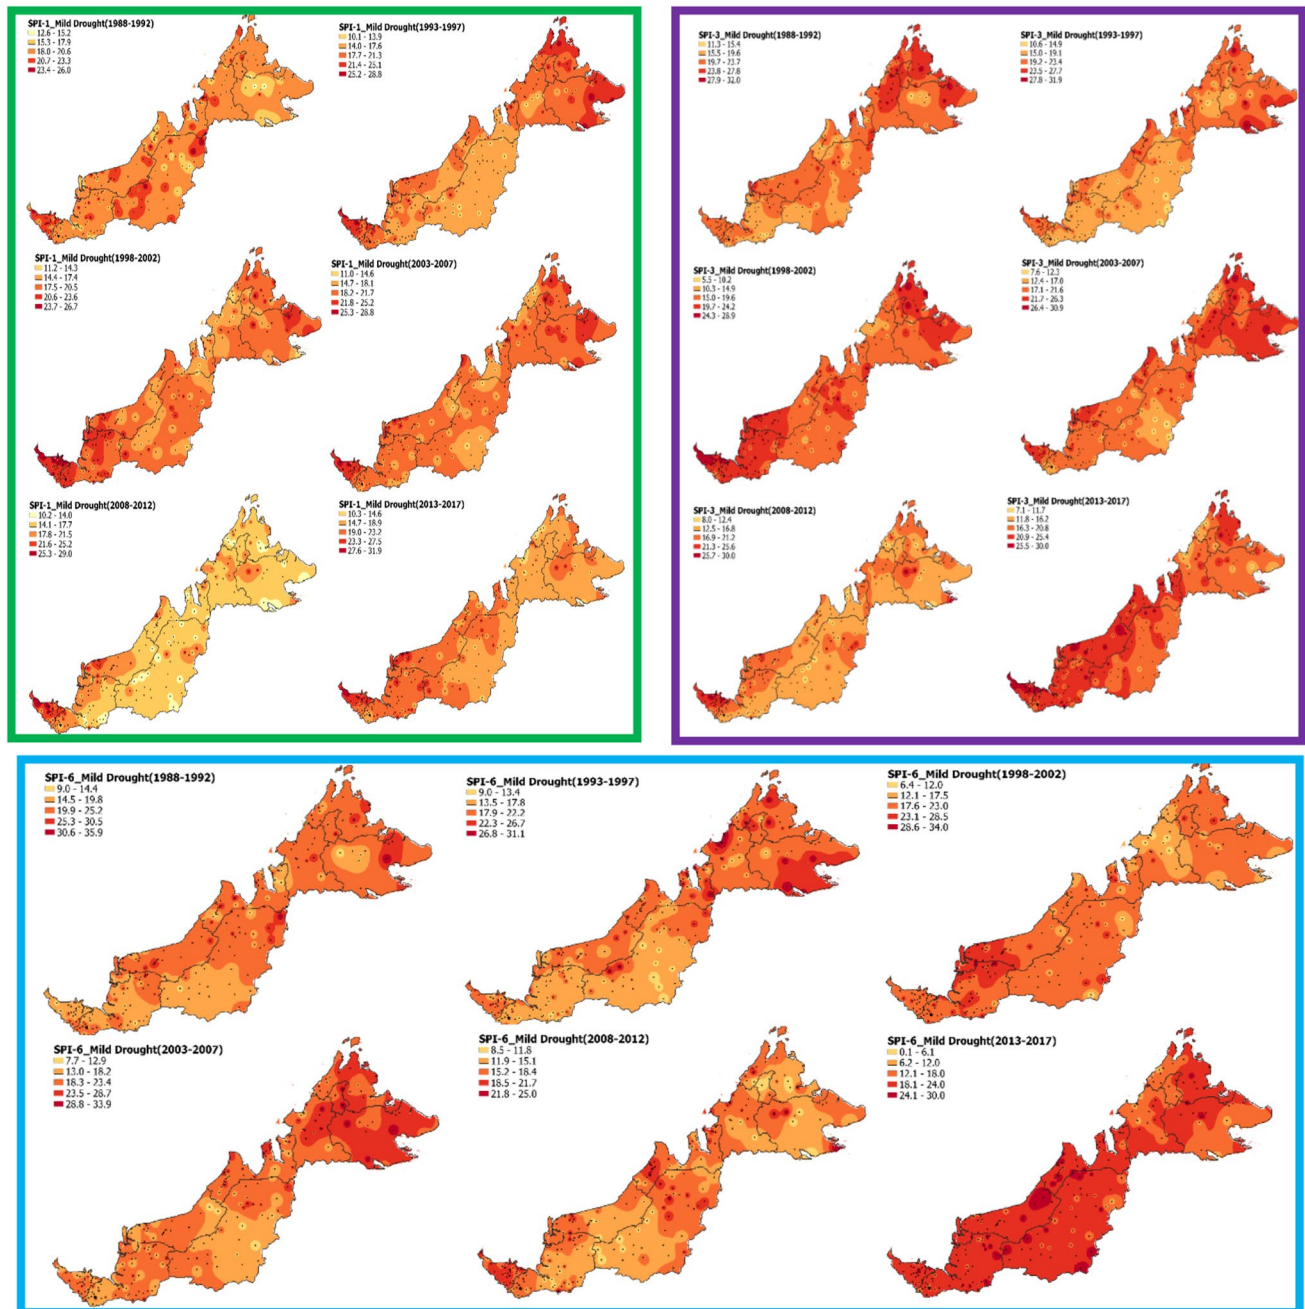 SPI-1_Mild Drought(1988-1992)
12.6 - 15.2
15.3 - 17.9
18.0 - 20.6
20.7 - 23.3
23.4 - 26.0
SPI-1_Mild Drought(1993-1997)
10.1 - 13.9
14.0 - 17.6
17.7 - 21.3
21.4 - 25.1
25.2 - 28.8
SPI-1_Mild Drought(1998-2002)
11.2 - 14.3
14.4 - 17.4
17.5 - 20.5
20.6 - 23.6
23.7 - 26.7
SPI-1_Mild Drought(2003-2007)
11.0 - 14.6
14.7 - 18.1
18.2 - 21.7
21.8 - 25.2
25.3 - 28.8
SPI-1_Mild Drought(2008-2012)
10.2 - 14.0
14.1 - 17.7
17.8 - 21.5
21.6 - 25.2
25.3 - 29.0
SPI-1_Mild Drought(2013-2017)
10.3 - 14.6
14.7 - 18.9
19.0 - 23.2
23.3 - 27.5
27.6 - 31.9
SPI-3_Mild Drought(1988-1992)
11.3 - 15.4
15.5 - 19.6
19.7 - 23.7
23.8 - 27.8
27.9 - 32.0
SPI-3_Mild Drought(1993-1997)
10.6 - 14.9
15.0 - 19.1
19.2 - 23.4
23.5 - 27.7
27.8 - 31.9
SPI-3_Mild Drought(1998-2002)
5.5 - 10.2
10.3 - 14.9
15.0 - 19.6
19.7 - 24.2
24.3 - 28.9
SPI-3_Mild Drought(2003-2007)
7.6 - 12.3
12.4 - 17.0
17.1 - 21.6
21.7 - 26.3
26.4 - 30.9
SPI-3_Mild Drought(2008-2012)
8.0 - 12.4
12.5 - 16.8
16.9 - 21.2
21.3 - 25.6
25.7 - 30.0
SPI-3_Mild Drought(2013-2017)
7.1 - 11.7
11.8 - 16.2
16.3 - 20.8
20.9 - 25.4
25.5 - 30.0
SPI-6_Mild Drought(1988-1992)
9.0 - 14.4
14.5 - 19.8
19.9 - 25.2
25.3 - 30.5
30.6 - 35.9
SPI-6_Mild Drought(1993-1997)
9.0 - 13.4
13.5 - 17.8
17.9 - 22.2
22.3 - 26.7
26.8 - 31.1
SPI-6_Mild Drought(1998-2002)
6.4 - 12.0
12.1 - 17.5
17.6 - 23.0
23.1 - 28.5
28.6 - 34.0
SPI-6_Mild Drought(2003-2007)
7.7 - 12.9
13.0 - 18.2
18.3 - 23.4
23.5 - 28.7
28.8 - 33.9
SPI-6_Mild Drought(2008-2012)
8.5 - 11.8
11.9 - 15.1
15.2 - 18.4
18.5 - 21.7
21.8 - 25.0
SPI-6_Mild Drought(2013-2017)
0.1 - 6.1
6.2 - 12.0
12.1 - 18.0
18.1 - 24.0
24.1 - 30.0